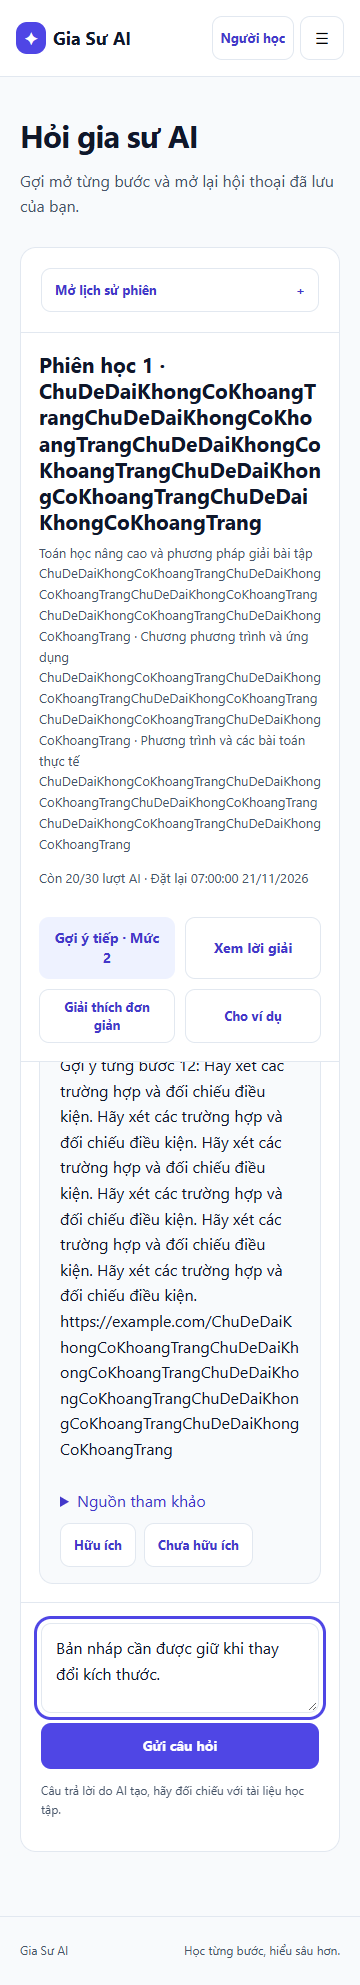 Gia Sư AI
Người học
Hỏi gia sư AI
Gợi mở từng bước và mở lại hội thoại đã lưu
của bạn.
Mở lịch sử phiên +
Phiên học 1 ·
ChuDeDaiKhongCoKhoangT
rangChuDeDaiKhongCoKho
angTrangChuDeDaiKhongCo
KhoangTrangChuDeDaiKhon
gCoKhoangTrangChuDeDai
KhongCoKhoangTrang
Toán học nâng cao và phương pháp giải bài tập
ChuDeDaiKhongCoKhoangTrangChuDeDaiKhong
CoKhoangTrangChuDeDaiKhongCoKhoangTrang
ChuDeDaiKhongCoKhoangTrangChuDeDaiKhong
CoKhoangTrang · Chương phương trình và ứng
dụng
ChuDeDaiKhongCoKhoangTrangChuDeDaiKhong
CoKhoangTrangChuDeDaiKhongCoKhoangTrang
ChuDeDaiKhongCoKhoangTrangChuDeDaiKhong
CoKhoangTrang · Phương trình và các bài toán
thực tế
ChuDeDaiKhongCoKhoangTrangChuDeDaiKhong
CoKhoangTrangChuDeDaiKhongCoKhoangTrang
ChuDeDaiKhongCoKhoangTrangChuDeDaiKhong
CoKhoangTrang
Còn 20/30 lượt AI · Đặt lại 07:00:00 21/11/2026
Gợi ý tiếp · Mức
2
Xem lời giải
Giải thích đơn
giản
Cho ví dụ
Gợi ý từng bước 12: Hãy xét các
trường hợp và đối chiếu điều
kiện. Hãy xét các trường hợp và
đối chiếu điều kiện. Hãy xét các
trường hợp và đối chiếu điều
kiện. Hãy xét các trường hợp và
đối chiếu điều kiện. Hãy xét các
trường hợp và đối chiếu điều
kiện. Hãy xét các trường hợp và
đối chiếu điều kiện.
https://example.com/ChuDeDaiK
hongCoKhoangTrangChuDeDaiKh
ongCoKhoangTrangChuDeDaiKho
ngCoKhoangTrangChuDeDaiKhon
gCoKhoangTrangChuDeDaiKhong
CoKhoangTrang
Nguồn tham khảo
Hữu ích
Chưa hữu ích
Bản nháp cần được giữ khi thay
đổi kích thước.
Gửi câu hỏi
Câu trả lời do AI tạo, hãy đối chiếu với tài liệu học
tập.
Gia Sư AI
Học từng bước, hiểu sâu hơn.